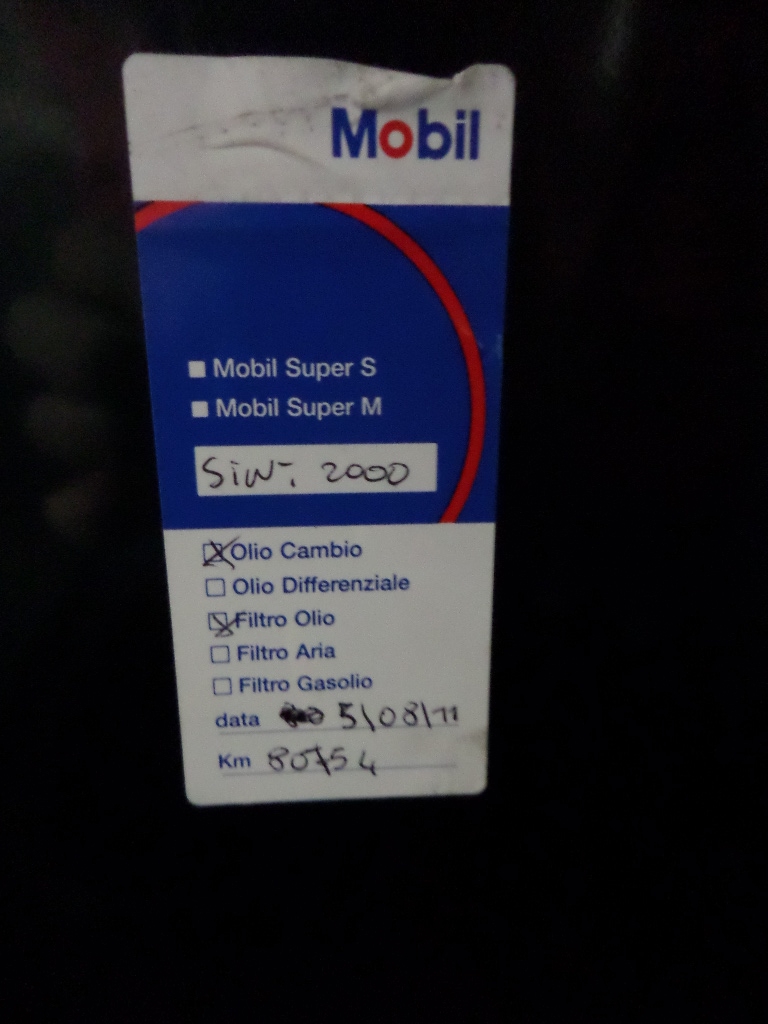 Mobil
Mobil Super S
Mobil Super M
SiNT. 2000
Olio Cambio
Olio Differenziale
Filtro Olio
Filtro Aria
Filtro Gasolio
data 5/08/11
Km 80754